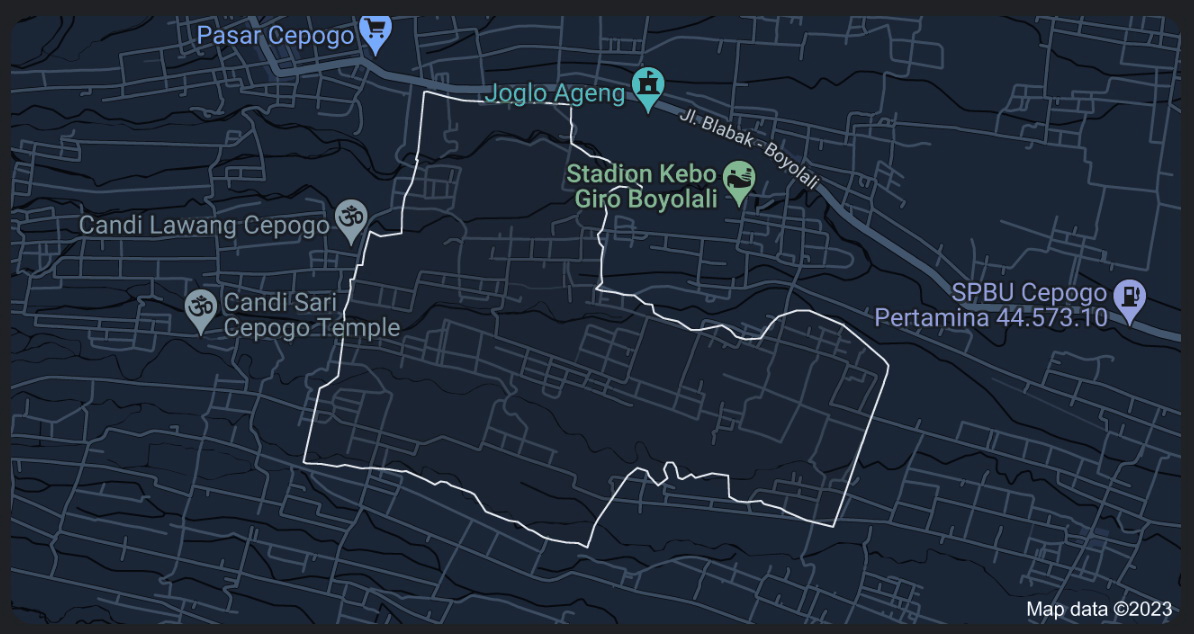 Pasar Cepogo
Joglo Ageng
Jl. Blabak - Boyolali
Stadion Kebo
Giro Boyolali
Candi Lawang Cepogo
Candi Sari
Cepogo Temple
SPBU Cepogo
Pertamina 44.573.10
Map data ©2023